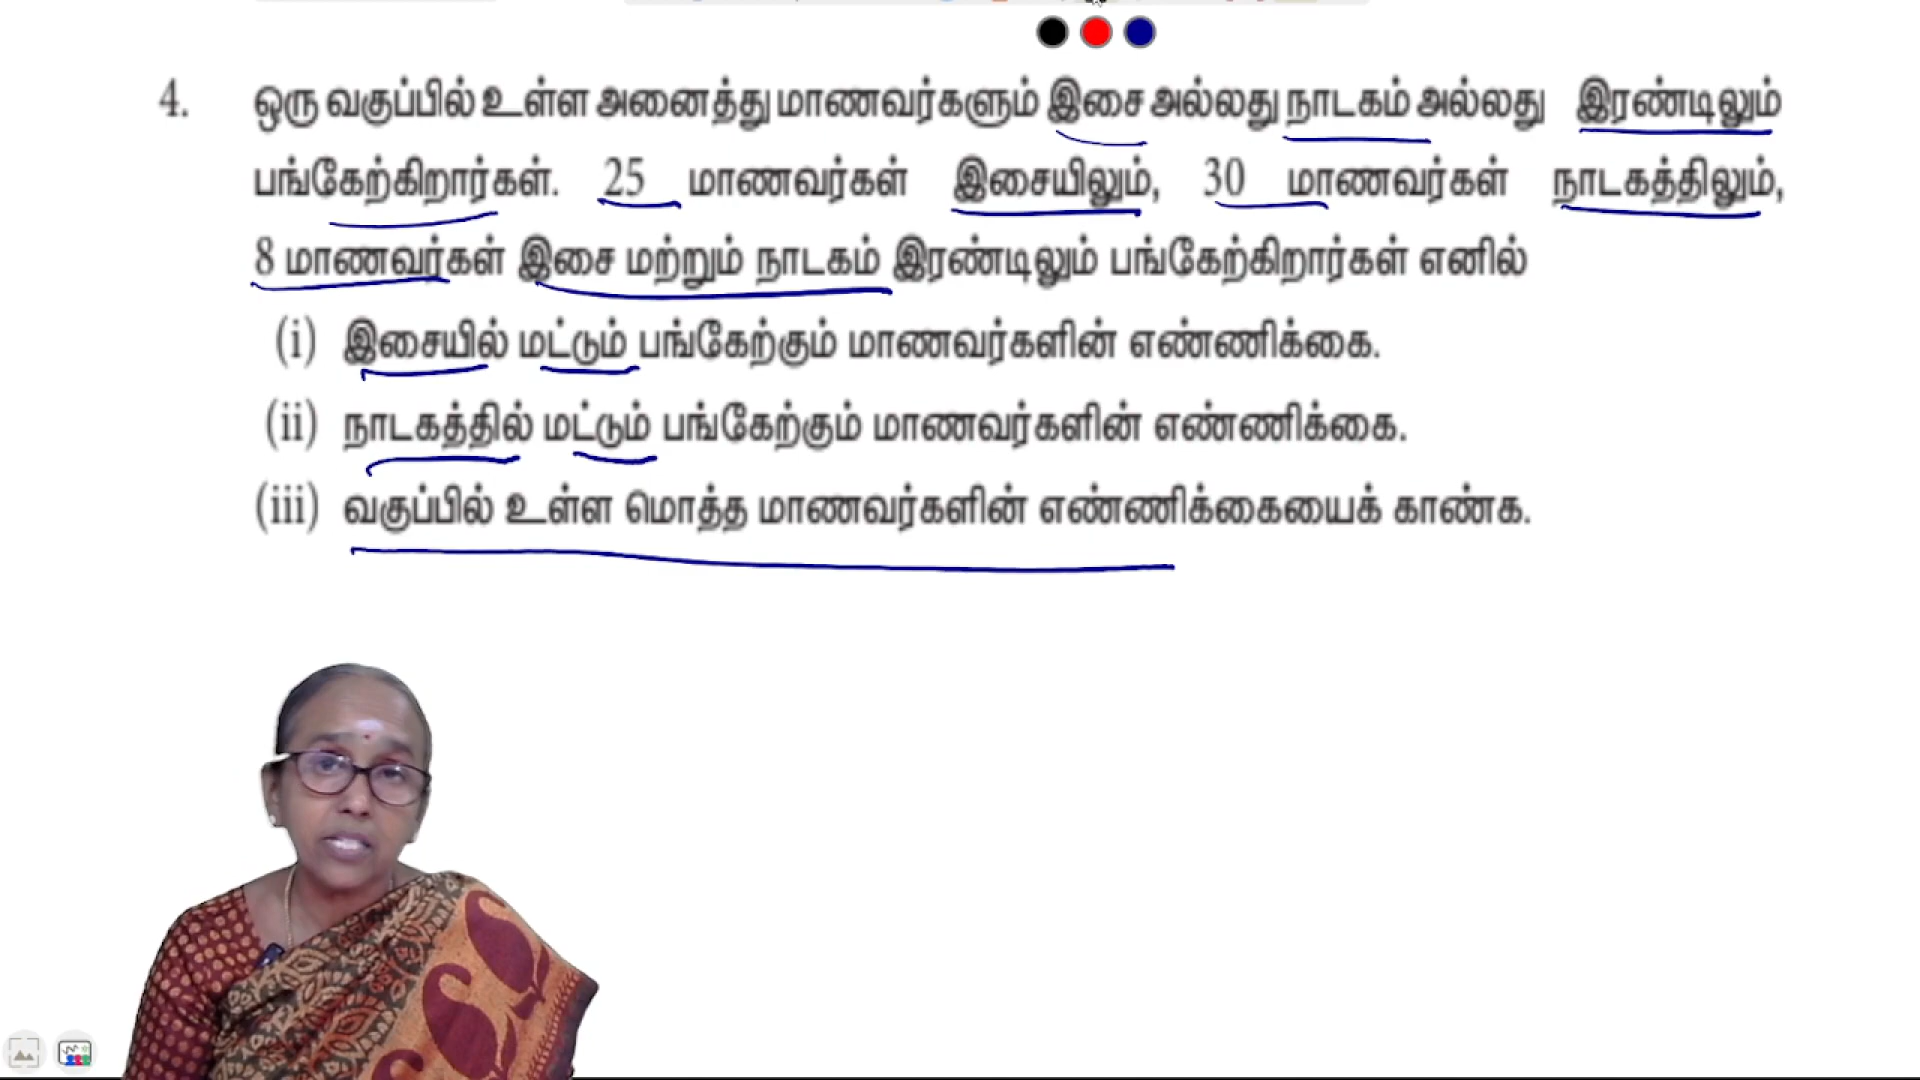 4. ஒரு வகுப்பில் உள்ள அனைத்து மாணவர்களும் இசை அல்லது நாடகம் அல்லது இரண்டிலும்
பங்கேற்கிறார்கள். 25 மாணவர்கள் இசையிலும், 30 மாணவர்கள் நாடகத்திலும்,
8 மாணவர்கள் இசை மற்றும் நாடகம் இரண்டிலும் பங்கேற்கிறார்கள் எனில்
(i) இசையில் மட்டும் பங்கேற்கும் மாணவர்களின் எண்ணிக்கை.
(ii) நாடகத்தில் மட்டும் பங்கேற்கும் மாணவர்களின் எண்ணிக்கை.
(iii) வகுப்பில் உள்ள மொத்த மாணவர்களின் எண்ணிக்கையைக் காண்க.